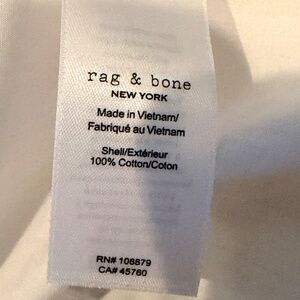 rag & bone
NEW YORK
Made in Vietnam/
Fabriqué au Vietnam
Shell/Extérieur
100% Cotton/Coton
RN# 108879
CA# 45760